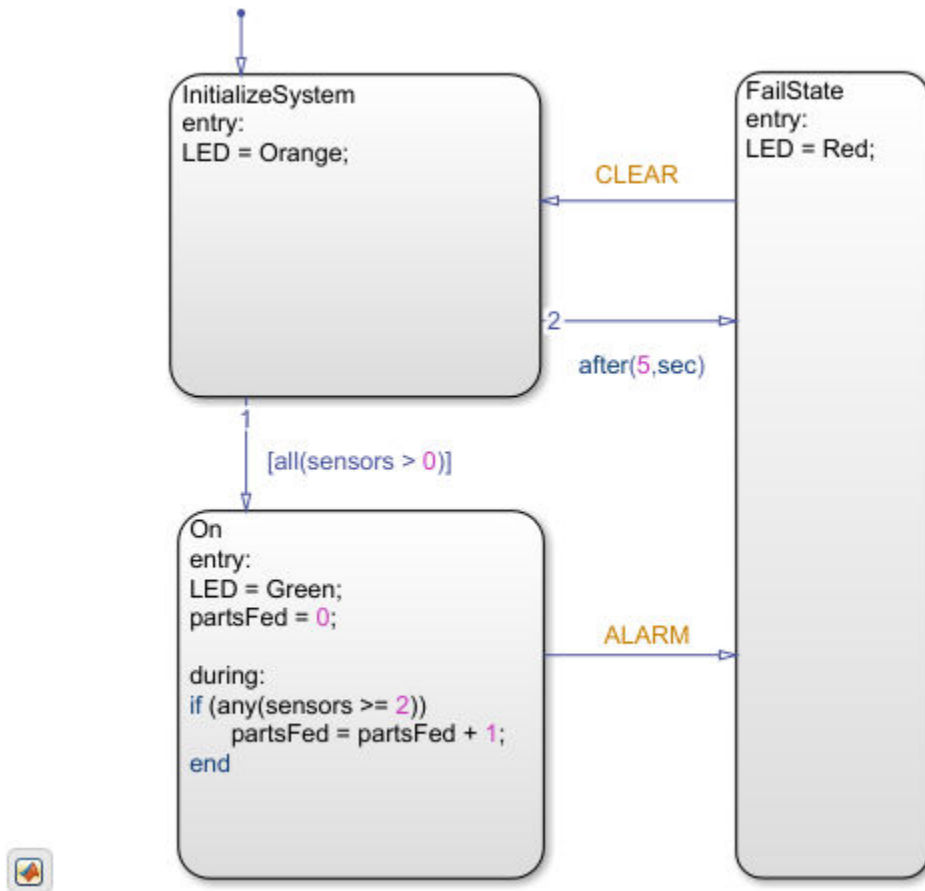 InitializeSystem
entry:
LED = Orange;
FailState
entry:
LED = Red;
CLEAR
2
after(5,sec)
1
[all(sensors > 0)]
On
entry:
LED = Green;
partsFed = 0;
during:
if (any(sensors >= 2))
partsFed = partsFed + 1;
end
ALARM